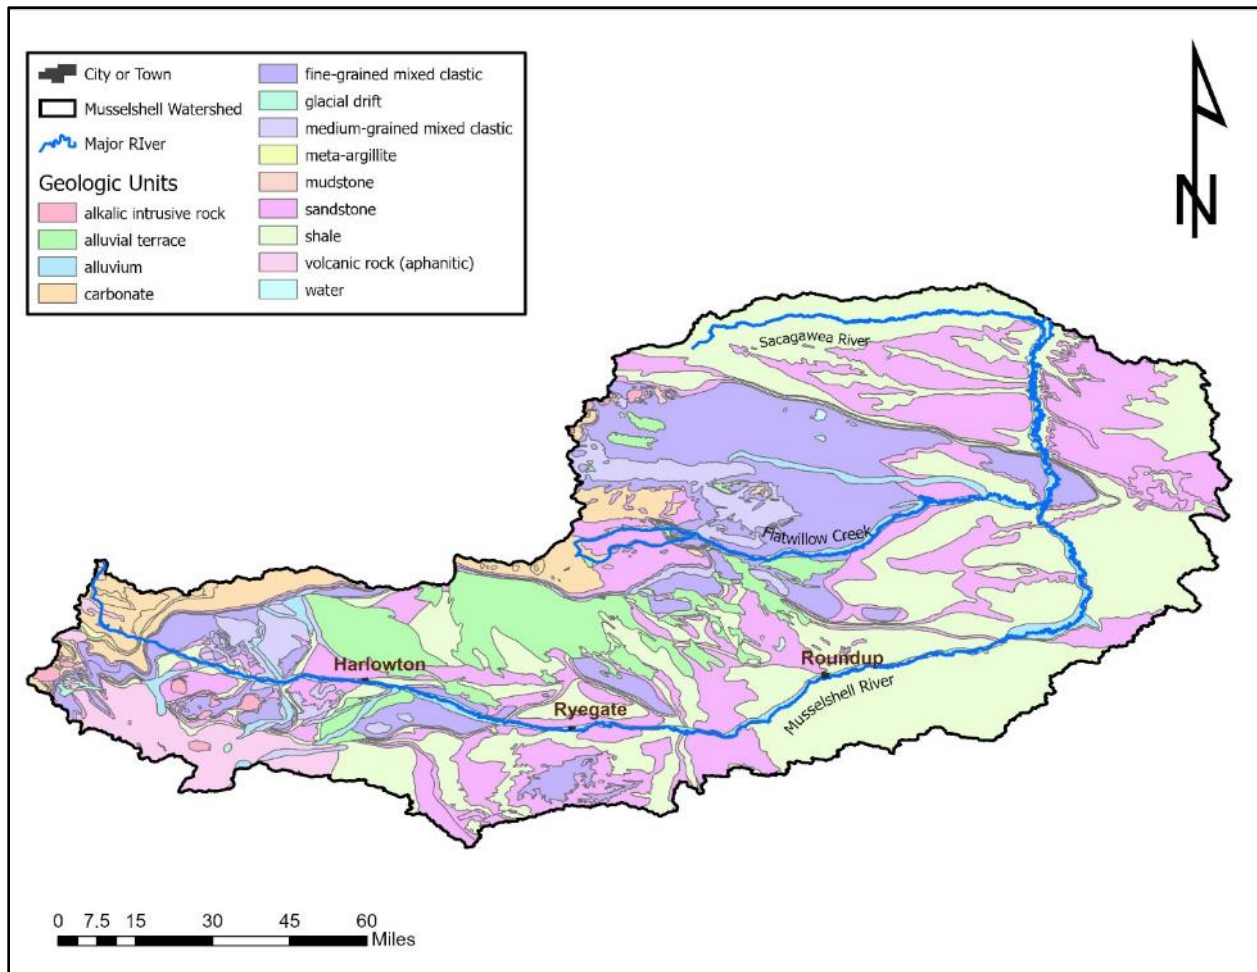 City or Town
Musselshell Watershed
Major RIver
Geologic Units
alkalic intrusive rock
alluvial terrace
alluvium
carbonate
fine-grained mixed clastic
glacial drift
medium-grained mixed clastic
meta-argillite
mudstone
sandstone
shale
volcanic rock (aphanitic)
water
N
Sacagawea River
Flatwillow Creek
Harlowton
Roundup
Ryegate
Musselshell River
0 7.5 15 30 45 60
Miles